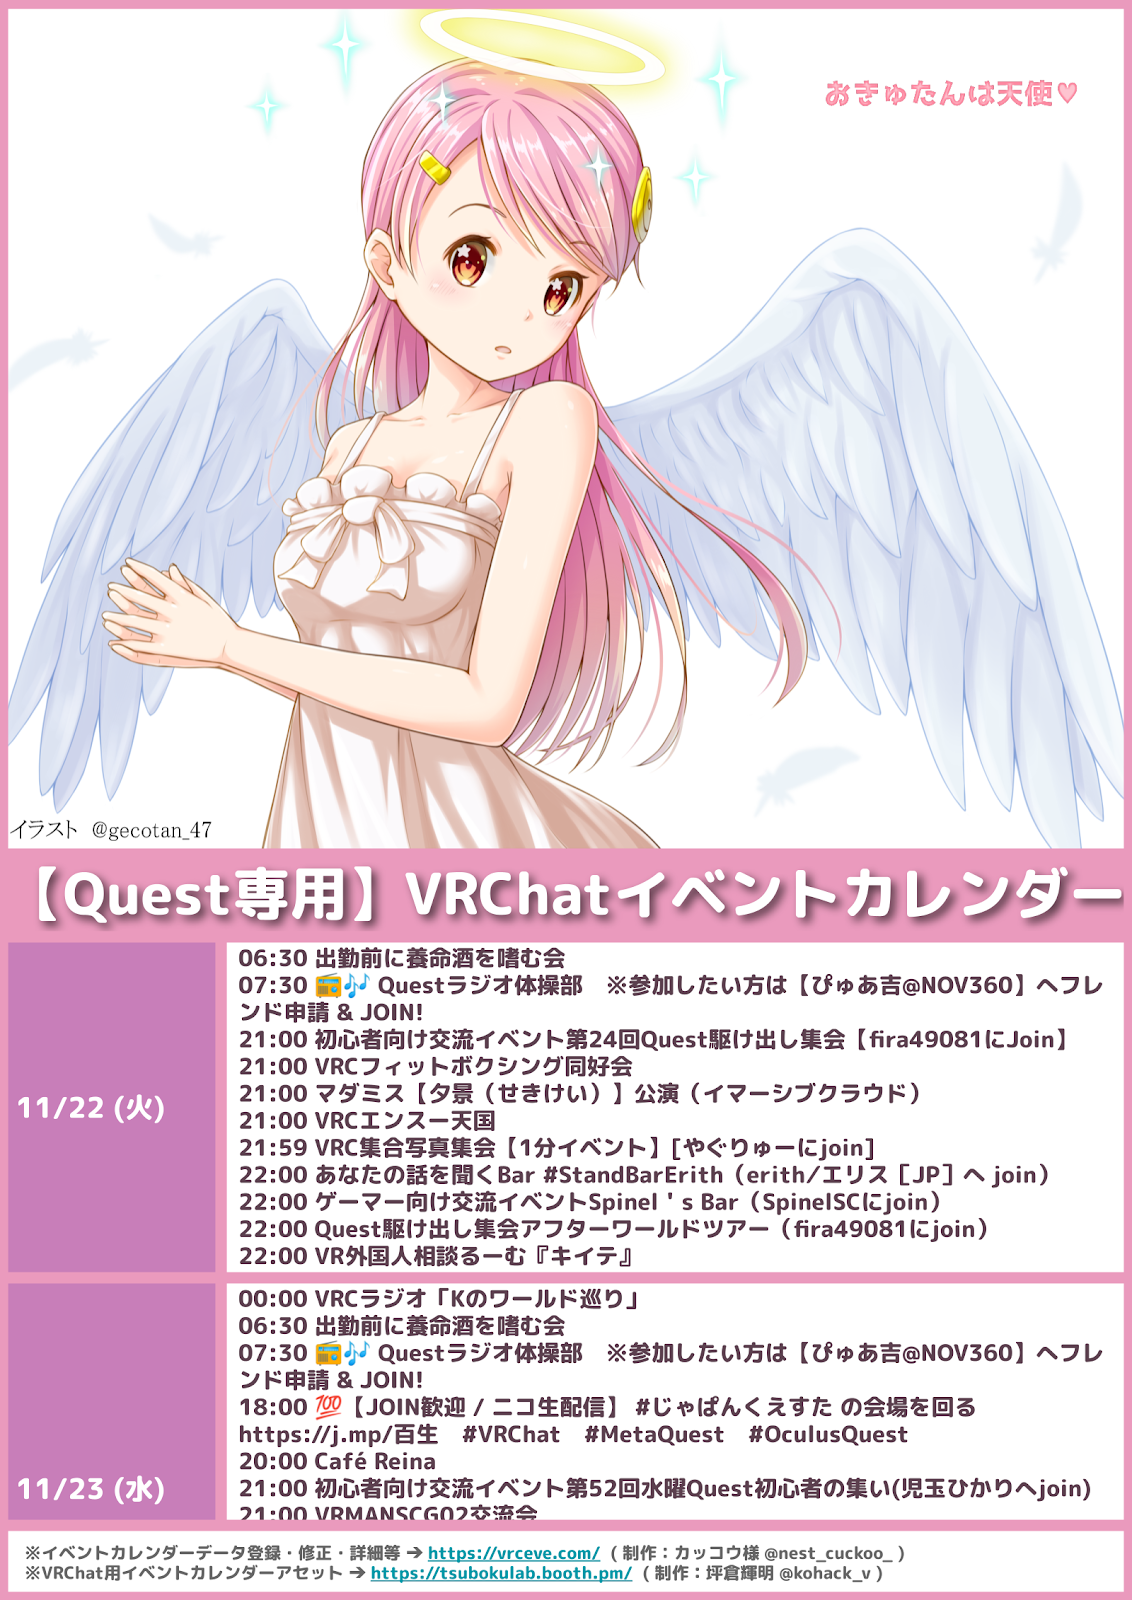 おきゅたんは天使♥
イラスト @gecotan_47
【Quest専用】VRChatイベントカレンダー
11/22 (火)
06:30 出勤前に養命酒を嗜む会
07:30 📻🎶 Questラジオ体操部　※参加したい方は【ぴゅあ吉@NOV360】へフレ
ンド申請 & JOIN!
21:00 初心者向け交流イベント第24回Quest駆け出し集会【fira49081にJoin】
21:00 VRCフィットボクシング同好会
21:00 マダミス【夕景（せきけい）】公演（イマーシブクラウド）
21:00 VRCエンスー天国
21:59 VRC集合写真集会【1分イベント】[やぐりゅーにjoin]
22:00 あなたの話を聞くBar #StandBarErith（erith/エリス［JP］へ join）
22:00 ゲーマー向け交流イベントSpinel ' s Bar（SpinelSCにjoin）
22:00 Quest駆け出し集会アフターワールドツアー（fira49081にjoin）
22:00 VR外国人相談るーむ『キイテ』
11/23 (水)
00:00 VRCラジオ「Kのワールド巡り」
06:30 出勤前に養命酒を嗜む会
07:30 📻🎶 Questラジオ体操部　※参加したい方は【ぴゅあ吉@NOV360】へフレ
ンド申請 & JOIN!
18:00 💯【JOIN歓迎 / ニコ生配信】 #じゃぱんくえすた の会場を回る
https://j.mp/百生　#VRChat　#MetaQuest　#OculusQuest
20:00 Café Reina
21:00 初心者向け交流イベント第52回水曜Quest初心者の集い(児玉ひかりへjoin)
21:00 VRMANSCG02交流会
※イベントカレンダーデータ登録・修正・詳細等 ➔ https://vrceve.com/ （ 制作：カッコウ様 @nest_cuckoo_ ）
※VRChat用イベントカレンダーアセット ➔ https://tsubokulab.booth.pm/ （ 制作：坪倉輝明 @kohack_v ）